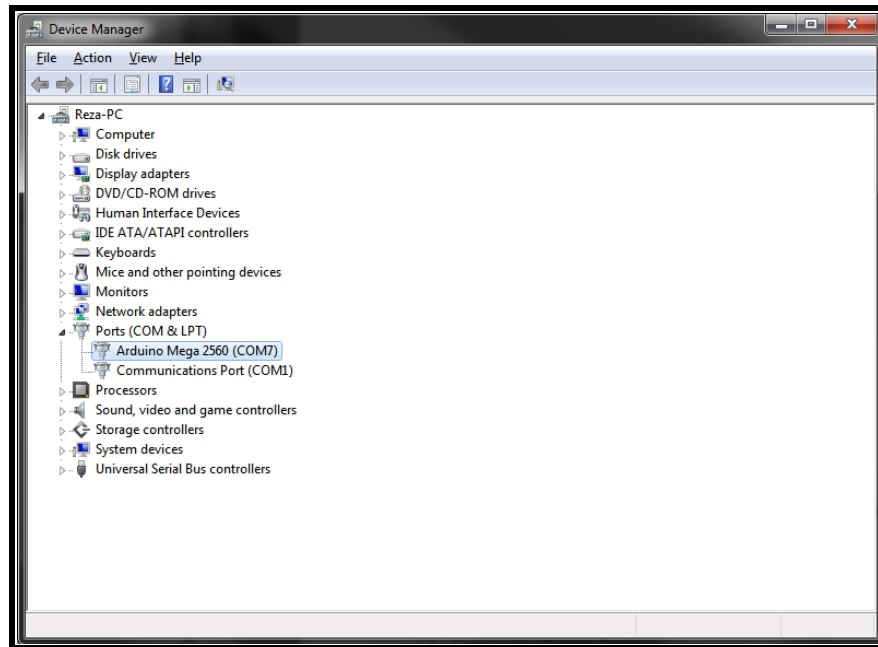 Device Manager
File Action View Help
Reza-PC
Computer
Disk drives
Display adapters
DVD/CD-ROM drives
Human Interface Devices
IDE ATA/ATAPI controllers
Keyboards
Mice and other pointing devices
Monitors
Network adapters
Ports (COM & LPT)
Arduino Mega 2560 (COM7)
Communications Port (COM1)
Processors
Sound, video and game controllers
Storage controllers
System devices
Universal Serial Bus controllers